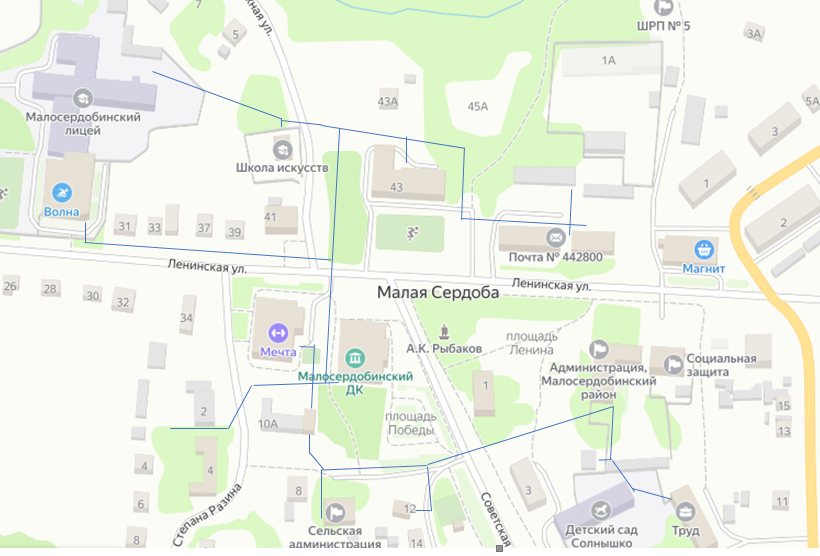 7
хная ул.
ШРП № 5
5
3А
1А
5А
43А
45А
Малосердобинский
лицей
3
Школа искусств
43
1
Волна
31
33
37
39
41
2
Почта № 442800
Магнит
Ленинская ул.
Ленинская ул.
26
28
30
32
34
Малая Сердоба
Мечта
А.К. Рыбаков
площадь
Ленина
Администрация,
Малосердобинский
район
Социальная
защита
Малосердобинский
ДК
1
2
10А
площадь
Победы
15
13
4
4
6
8
8
12
14
3
11
Степана Разина
Советская
Сельская
администрация
Детский сад
Солнышко
Труд